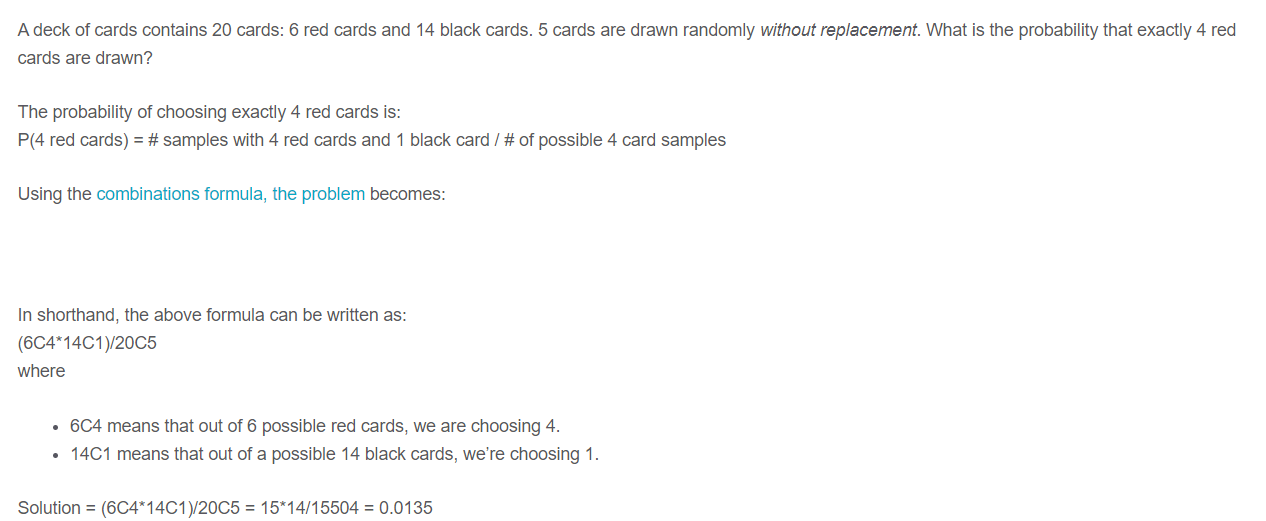 A deck of cards contains 20 cards: 6 red cards and 14 black cards. 5 cards are drawn randomly without replacement. What is the probability that exactly 4 red
cards are drawn?
The probability of choosing exactly 4 red cards is:
P(4 red cards) = # samples with 4 red cards and 1 black card / # of possible 4 card samples
Using the combinations formula, the problem becomes:
In shorthand, the above formula can be written as:
(6C4*14C1)/20C5
where
• 6C4 means that out of 6 possible red cards, we are choosing 4.
• 14C1 means that out of a possible 14 black cards, we’re choosing 1.
Solution = (6C4*14C1)/20C5 = 15*14/15504 = 0.0135